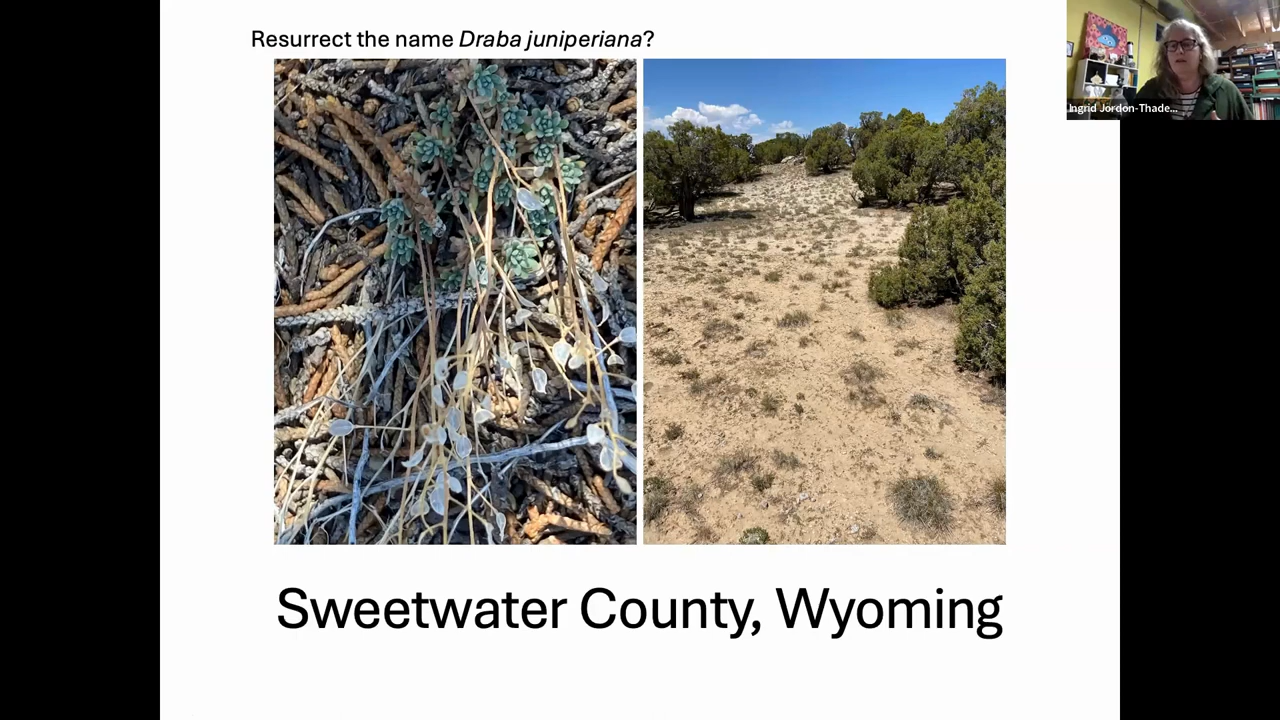 Resurrect the name Draba juniperiana?
Ingrid Jordon-Thade...
Sweetwater County, Wyoming